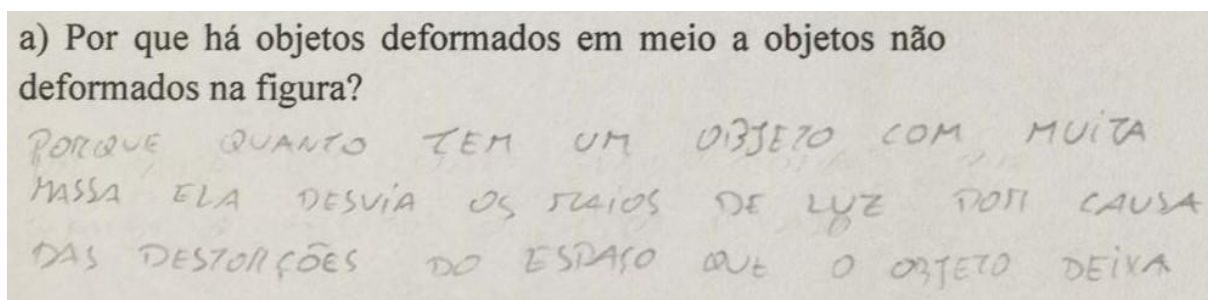 a) Por que há objetos deformados em meio a objetos não
deformados na figura?
PORQUE QUANTO TEM UM OBJETO COM MUITA
MASSA ELA DESVIA OS RAIOS DE LUZ POR CAUSA
DAS DESTORÇÕES DO ESPAÇO QUE O OBJETO DEIXA